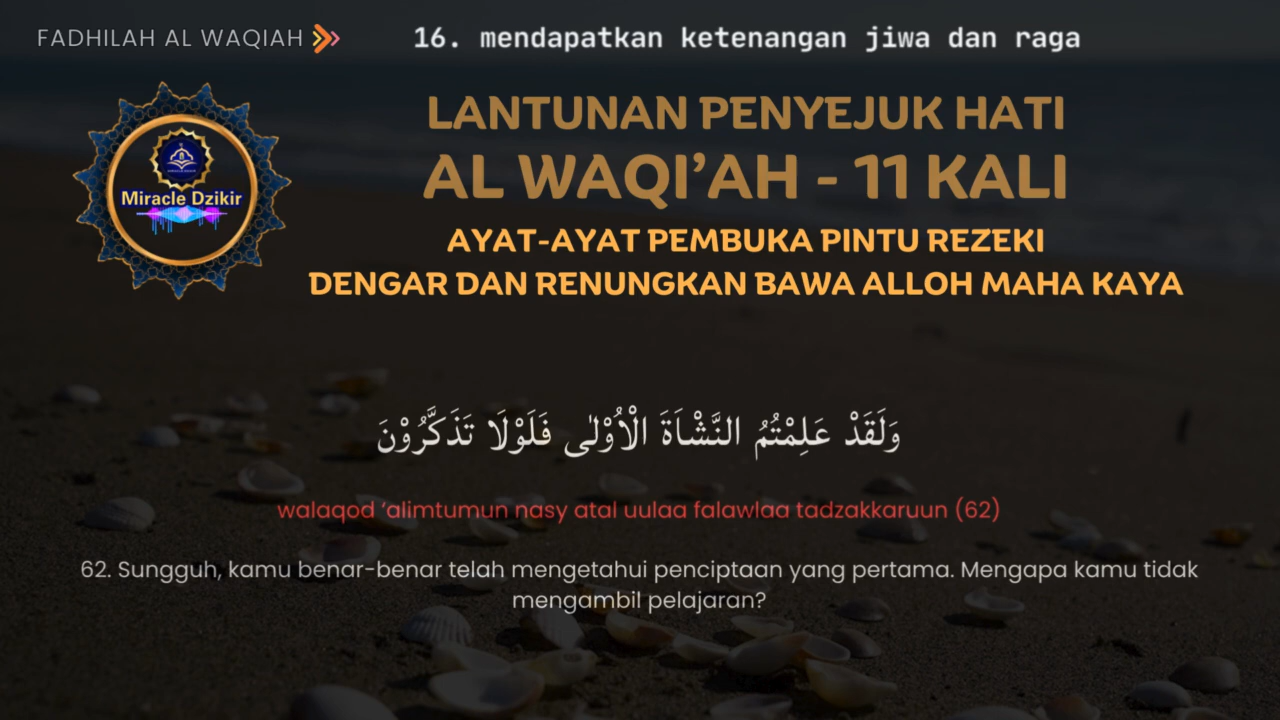 FADHILAH AL WAQIAH
16. mendapatkan ketenangan jiwa dan raga
Miracle Dzikir
LANTUNAN PENYEJUK HATI
AL WAQI’AH - 11 KALI
AYAT-AYAT PEMBUKA PINTU REZEKI
DENGAR DAN RENUNGKAN BAWA ALLOH MAHA KAYA
وَلَقَدْ عَلِمْتُمُ النَّشْاَةَ الْاُوْلٰى فَلَوْلَا تَذَكَّرُوْنَ
walaqod ‘alimtumun nasy atal uulaa falawlaa tadzakkaruun (62)
62. Sungguh, kamu benar-benar telah mengetahui penciptaan yang pertama. Mengapa kamu tidak
mengambil pelajaran?